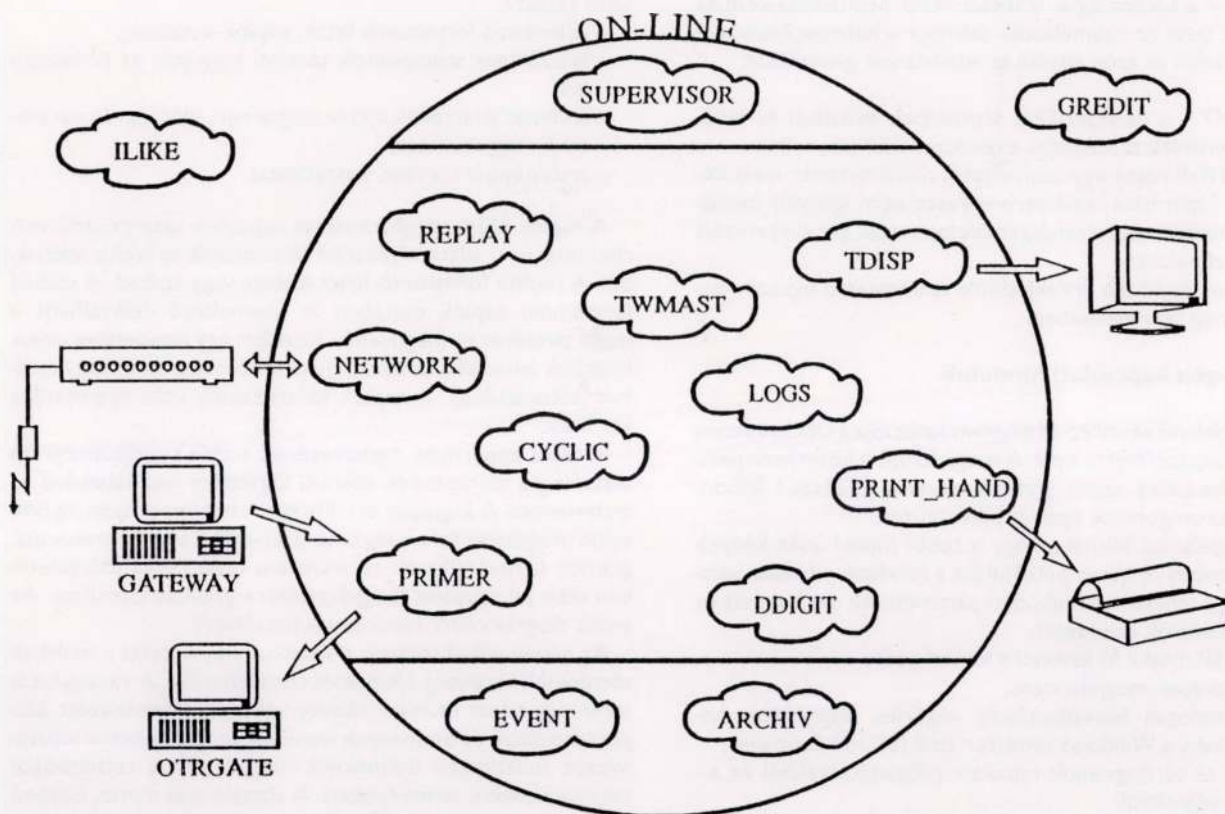 ON-LINE
SUPERVISOR
GREDIT
ILIKE
REPLAY
TDISP
TWMAST
NETWORK
LOGS
CYCLIC
PRINT_HAND
GATEWAY
PRIMER
DDIGIT
EVENT
ARCHIV
OTRGATE